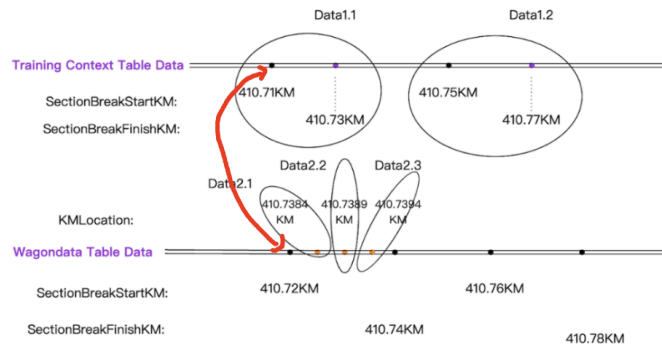 Data1.1 Data1.2
Training Context Table Data
SectionBreakStartKM: 410.71KM 410.75KM
SectionBreakFinishKM: 410.73KM 410.77KM
Data2.2 Data2.3
Data2.1
410.7384 410.7389 410.7394
KMLocation: KM KM KM
Wagondata Table Data
SectionBreakStartKM: 410.72KM 410.76KM
SectionBreakFinishKM: 410.74KM 410.78KM